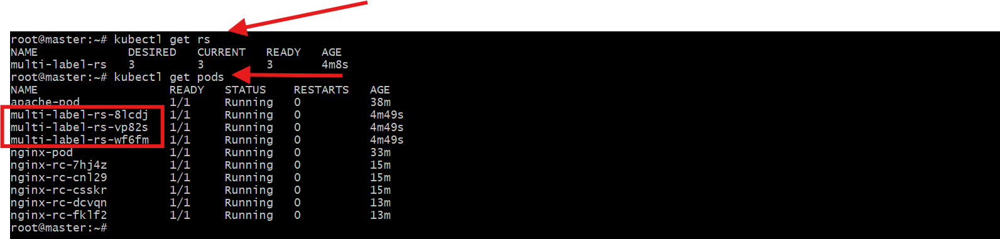 root@master:~# kubectl get rs
NAME DESIRED CURRENT READY AGE
multi-label-rs 3 3 3 4m8s
root@master:~# kubectl get pods
NAME READY STATUS RESTARTS AGE
apache-pod 1/1 Running 0 38m
multi-label-rs-8lcdj 1/1 Running 0 4m49s
multi-label-rs-vp82s 1/1 Running 0 4m49s
multi-label-rs-wf6fm 1/1 Running 0 4m49s
nginx-pod 1/1 Running 0 33m
nginx-rc-7hj4z 1/1 Running 0 15m
nginx-rc-cnl29 1/1 Running 0 15m
nginx-rc-csskr 1/1 Running 0 15m
nginx-rc-dcvqn 1/1 Running 0 13m
nginx-rc-fklf2 1/1 Running 0 13m
root@master:~#